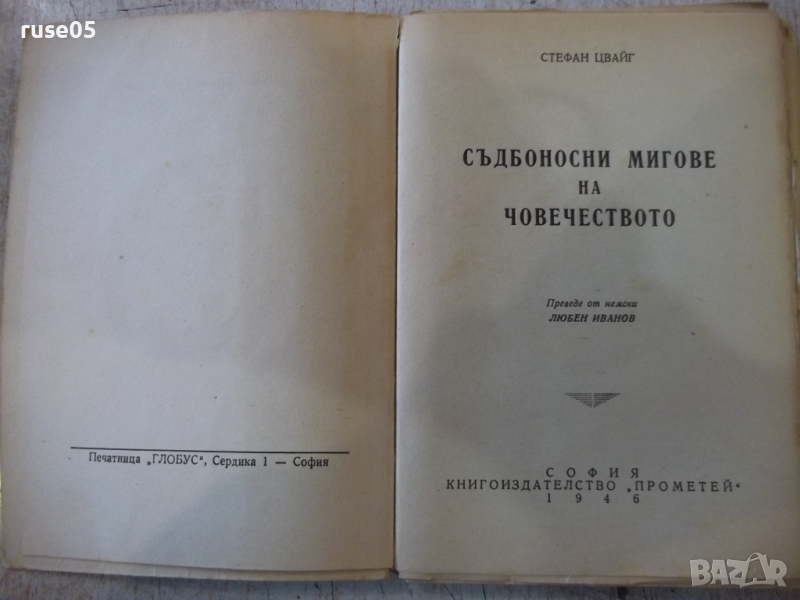 ruse05
Печатница „ГЛОБУС“, Сердика 1 — София
СТЕФАН ЦВАЙГ
СЪДБОНОСНИ МИГОВЕ
НА
ЧОВЕЧЕСТВОТО
Преведе от немски
ЛЮБЕН ИВАНОВ
СОФИЯ
КНИГОИЗДАТЕЛСТВО „ПРОМЕТЕЙ“
1946
BAZAR